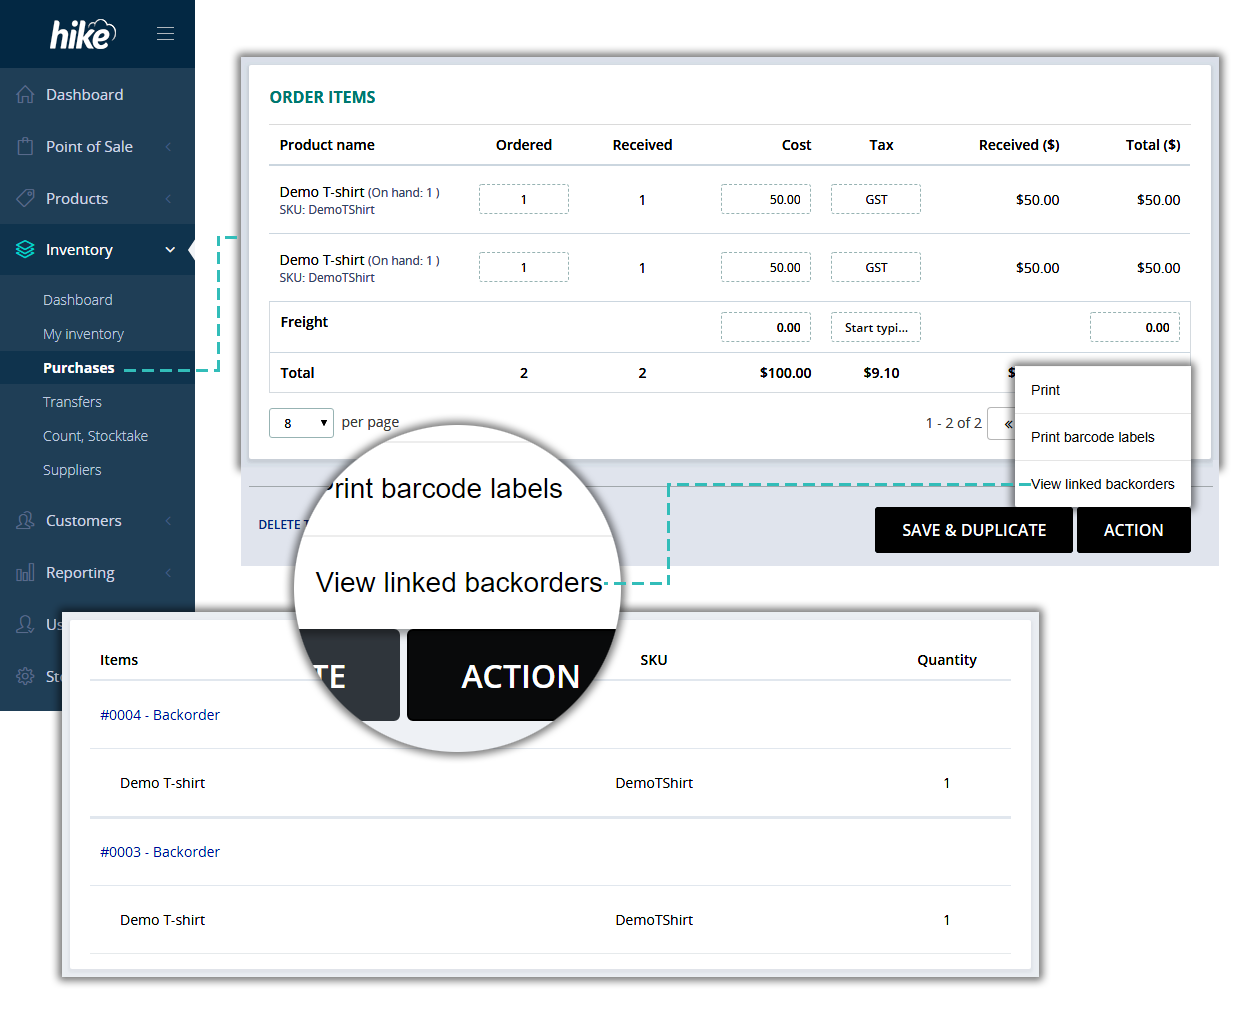 hike
Dashboard
Point of Sale
Products
Inventory
Dashboard
My inventory
Purchases
Transfers
Count, Stocktake
Suppliers
Customers
Reporting
ORDER ITEMS
Product name Ordered Received Cost Tax Received ($) Total ($)
Demo T-shirt (On hand: 1 ) 1 1 50.00 GST $50.00 $50.00
SKU: DemoTShirt
Demo T-shirt (On hand: 1 ) 1 1 50.00 GST $50.00 $50.00
SKU: DemoTShirt
Freight 0.00 Start typi... 0.00
Total 2 2 $100.00 $9.10 $
8 per page 1 - 2 of 2 «
Print
Print barcode labels
View linked backorders
DELETE
SAVE & DUPLICATE ACTION
Print barcode labels
View linked backorders
TE ACTION
Items SKU Quantity
#0004 - Backorder
Demo T-shirt DemoTShirt 1
#0003 - Backorder
Demo T-shirt DemoTShirt 1